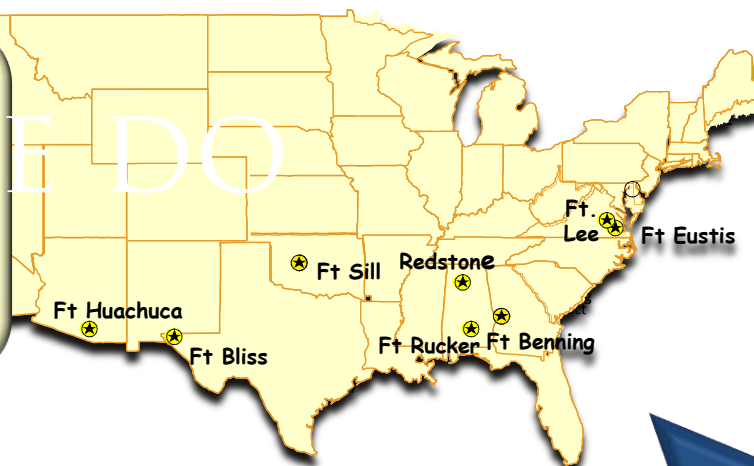 E DO
Ft.
Lee
Ft Eustis
Ft Sill
Redstone
Ft Huachuca
Ft Rucker
Ft Benning
Ft Bliss